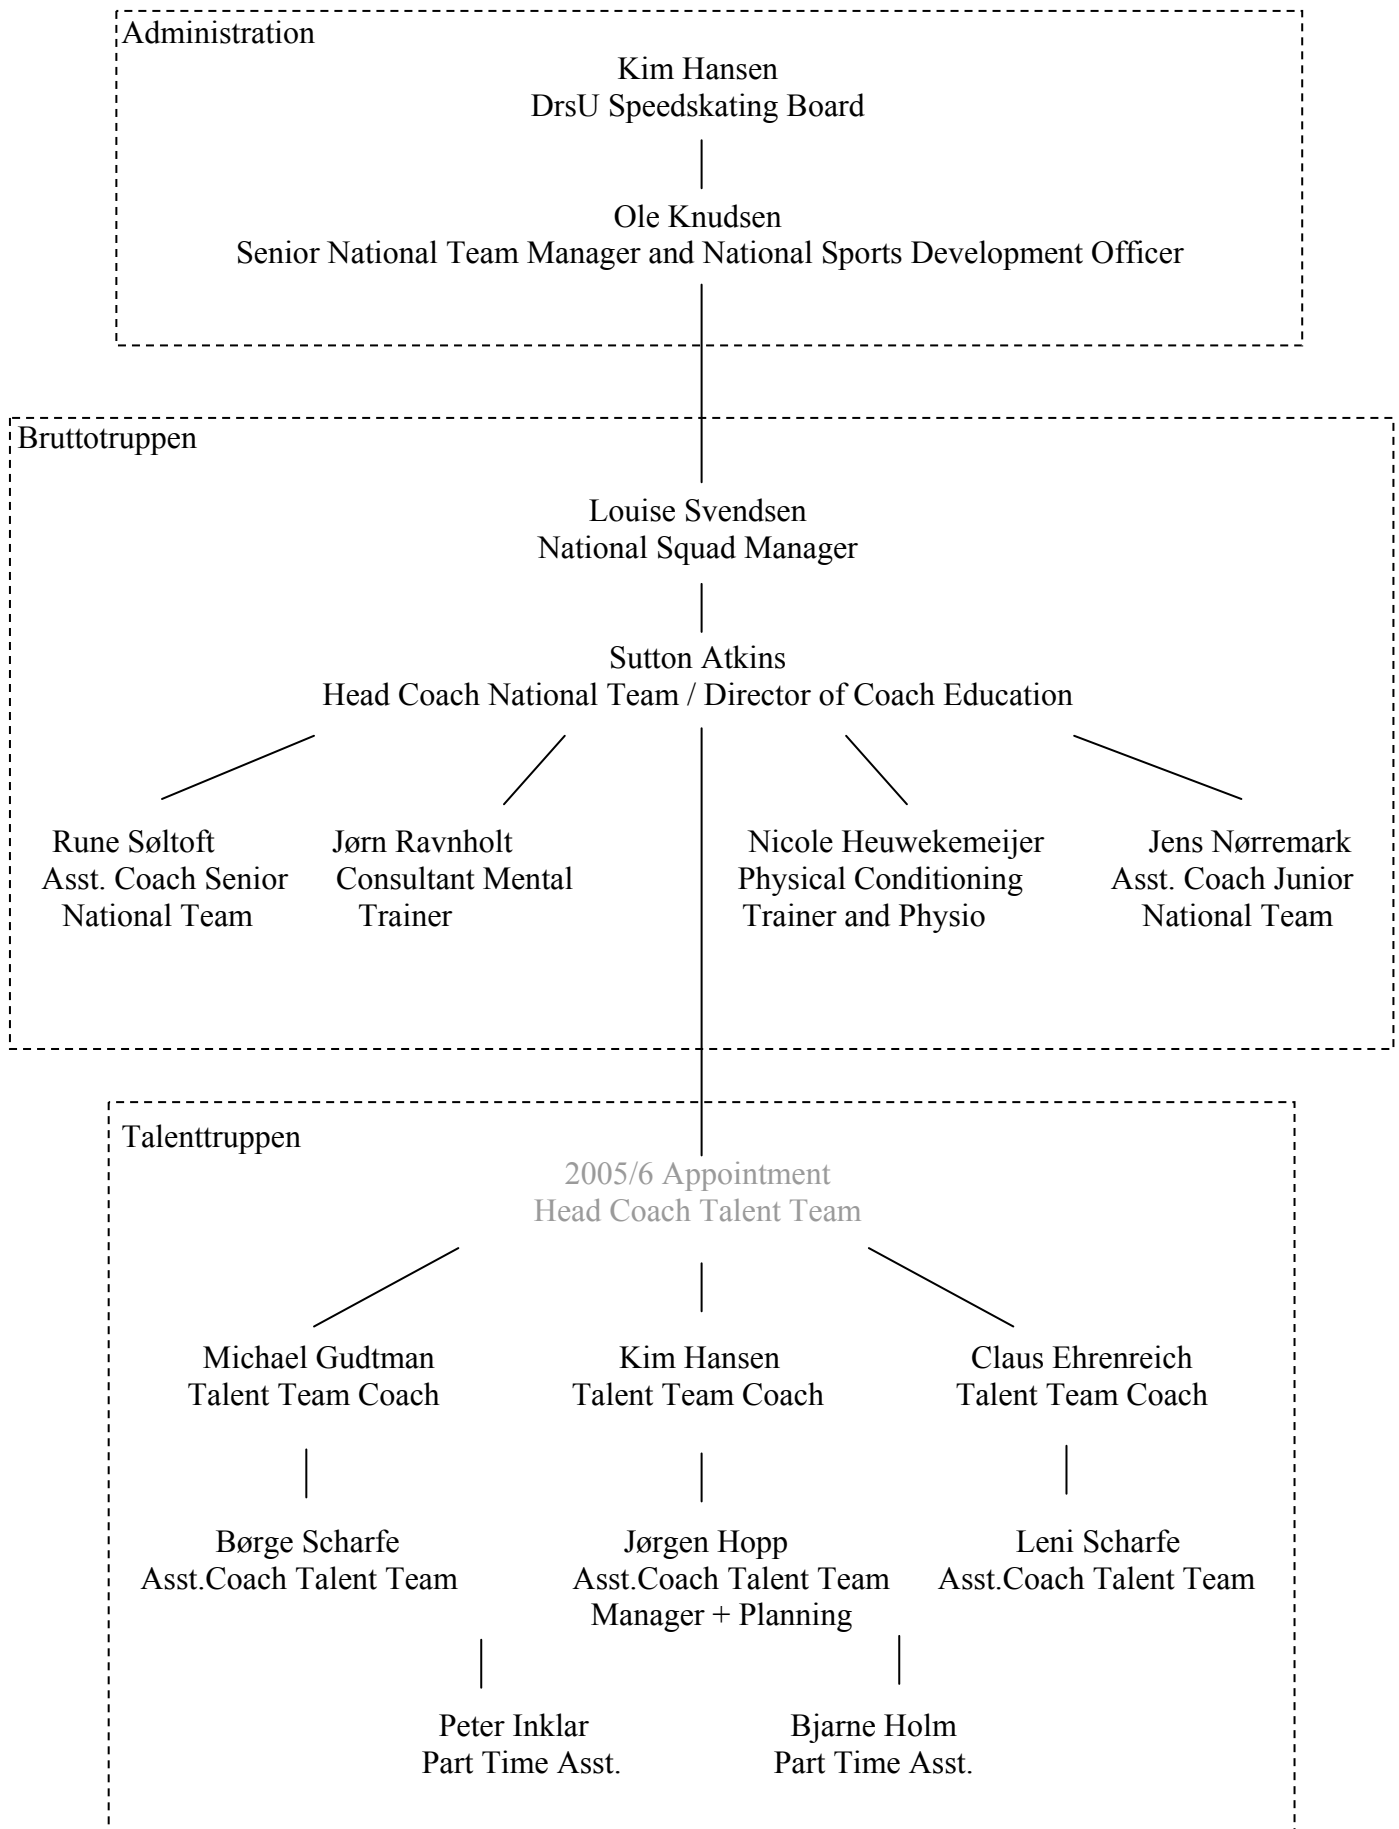 Administration
Kim Hansen
DrsU Speedskating Board
Ole Knudsen
Senior National Team Manager and National Sports Development Officer
Bruttotruppen
Louise Svendsen
National Squad Manager
Sutton Atkins
Head Coach National Team / Director of Coach Education
Rune Søltoft
Asst. Coach Senior
National Team
Jørn Ravnholt
Consultant Mental
Trainer
Nicole Heuwekemeijer
Physical Conditioning
Trainer and Physio
Jens Nørremark
Asst. Coach Junior
National Team
Talenttruppen
2005/6 Appointment
Head Coach Talent Team
Michael Gudtman
Talent Team Coach
Kim Hansen
Talent Team Coach
Claus Ehrenreich
Talent Team Coach
Børge Scharfe
Asst.Coach Talent Team
Jørgen Hopp
Asst.Coach Talent Team
Manager + Planning
Leni Scharfe
Asst.Coach Talent Team
Peter Inklar
Part Time Asst.
Bjarne Holm
Part Time Asst.